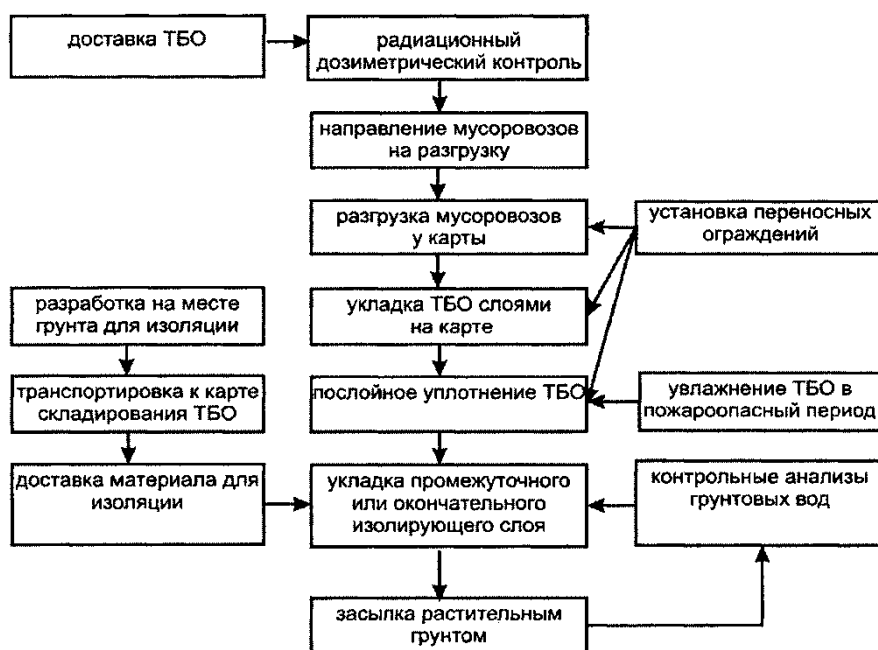 доставка ТБО
радиационный
дозиметрический контроль
направление мусоровозов
на разгрузку
разгрузка мусоровозов
у карты
установка переносных
ограждений
укладка ТБО слоями
на карте
разработка на месте
грунта для изоляции
транспортировка к карте
складирования ТБО
послойное уплотнение ТБО
увлажнение ТБО в
пожароопасный период
доставка материала для
изоляции
укладка промежуточного
или окончательного
изолирующего слоя
контрольные анализы
грунтовых вод
засыпка растительным
грунтом